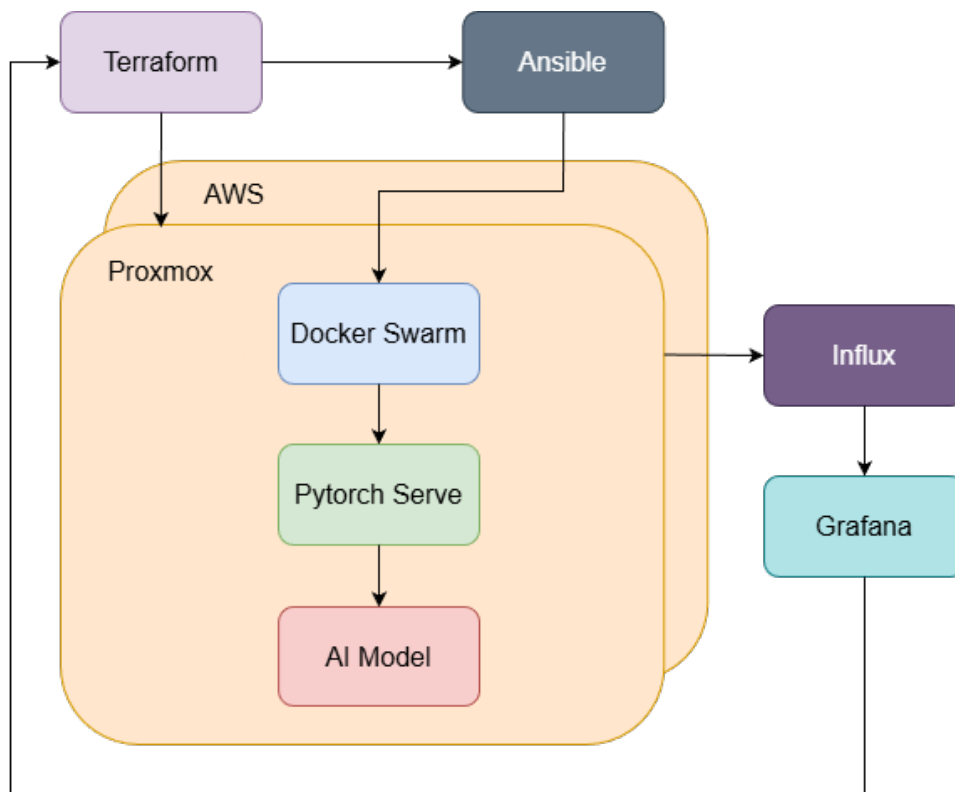 Terraform
Ansible
AWS
Proxmox
Docker Swarm
Influx
Pytorch Serve
Grafana
AI Model